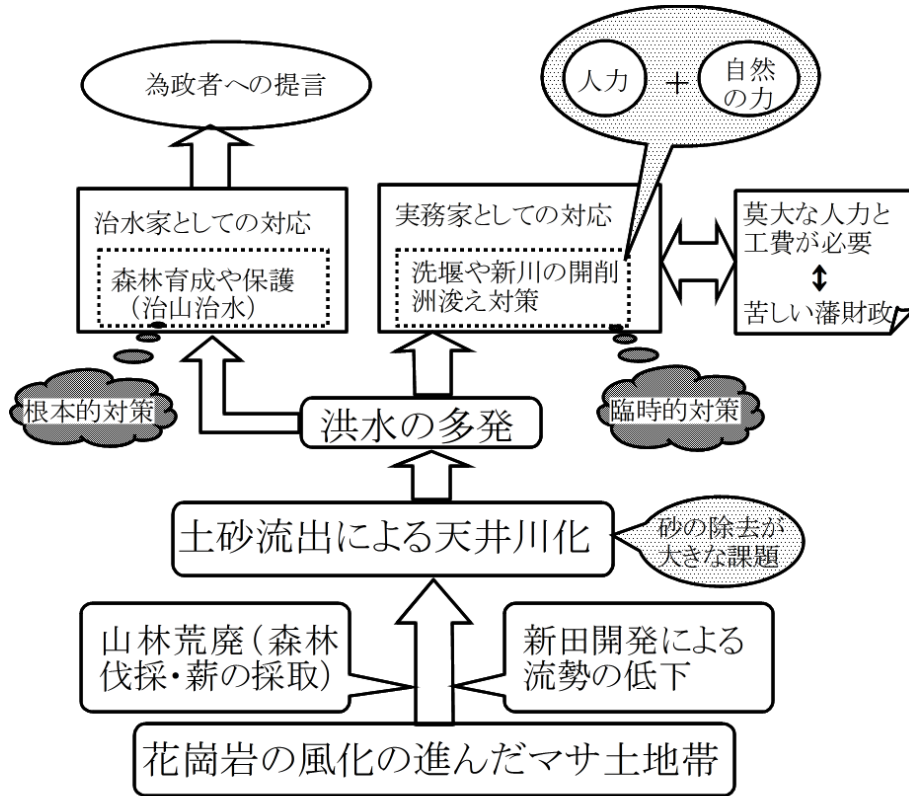 為政者への提言
人力
＋
自然
の力
治水家としての対応
森林育成や保護
（治山治水）
実務家としての対応
洗堰や新川の開削
洲浚え対策
莫大な人力と
工費が必要
苦しい藩財政
根本的対策
臨時的対策
洪水の多発
土砂流出による天井川化
砂の除去が
大きな課題
山林荒廃（森林
伐採・薪の採取）
新田開発による
流勢の低下
花崗岩の風化の進んだマサ土地帯